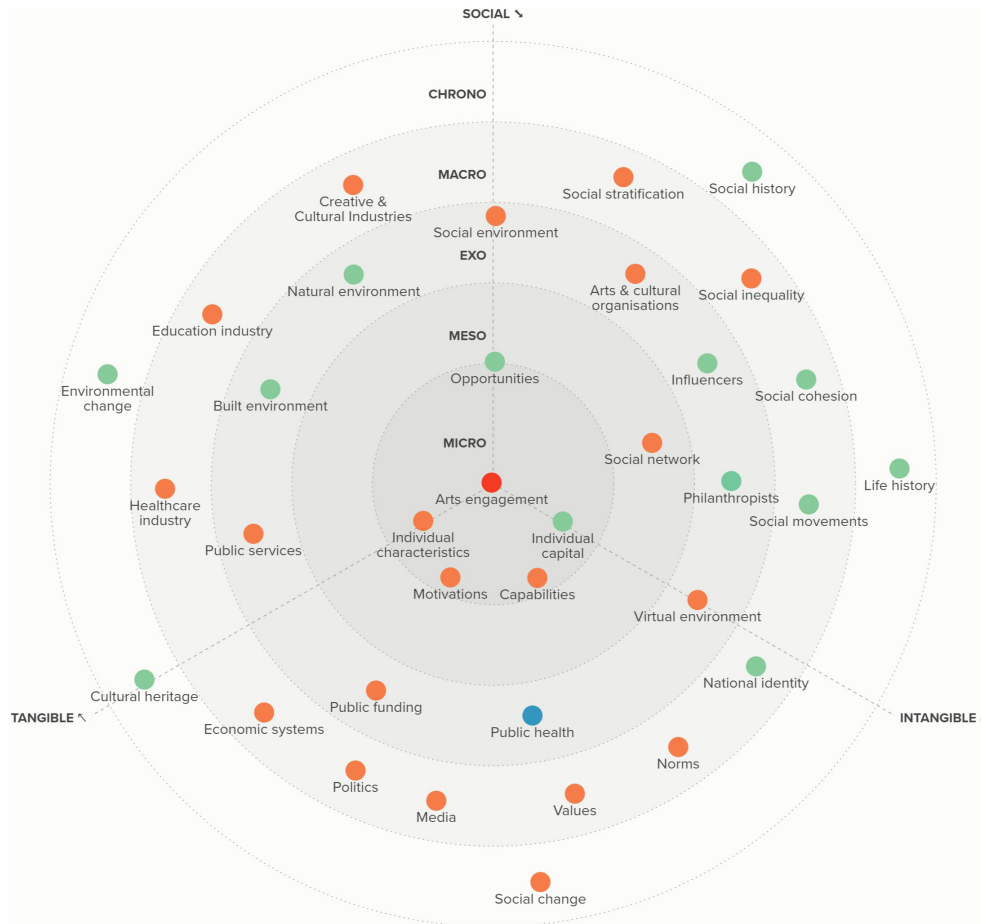 SOCIAL ↘
CHRONO
MACRO
Creative &
Cultural Industries
Social stratification
Social history
Social environment
EXO
Natural environment
Arts & cultural
organisations
Social inequality
Education industry
MESO
Opportunities
Influencers
Environmental
change
Built environment
Social cohesion
MICRO
Social network
Arts engagement
Philanthropists
Life history
Healthcare
industry
Social movements
Public services
Individual
characteristics
Individual
capital
Motivations
Capabilities
Virtual environment
Cultural heritage
National identity
Public funding
TANGIBLE ↖
INTANGIBLE
Economic systems
Public health
Norms
Politics
Media
Values
Social change